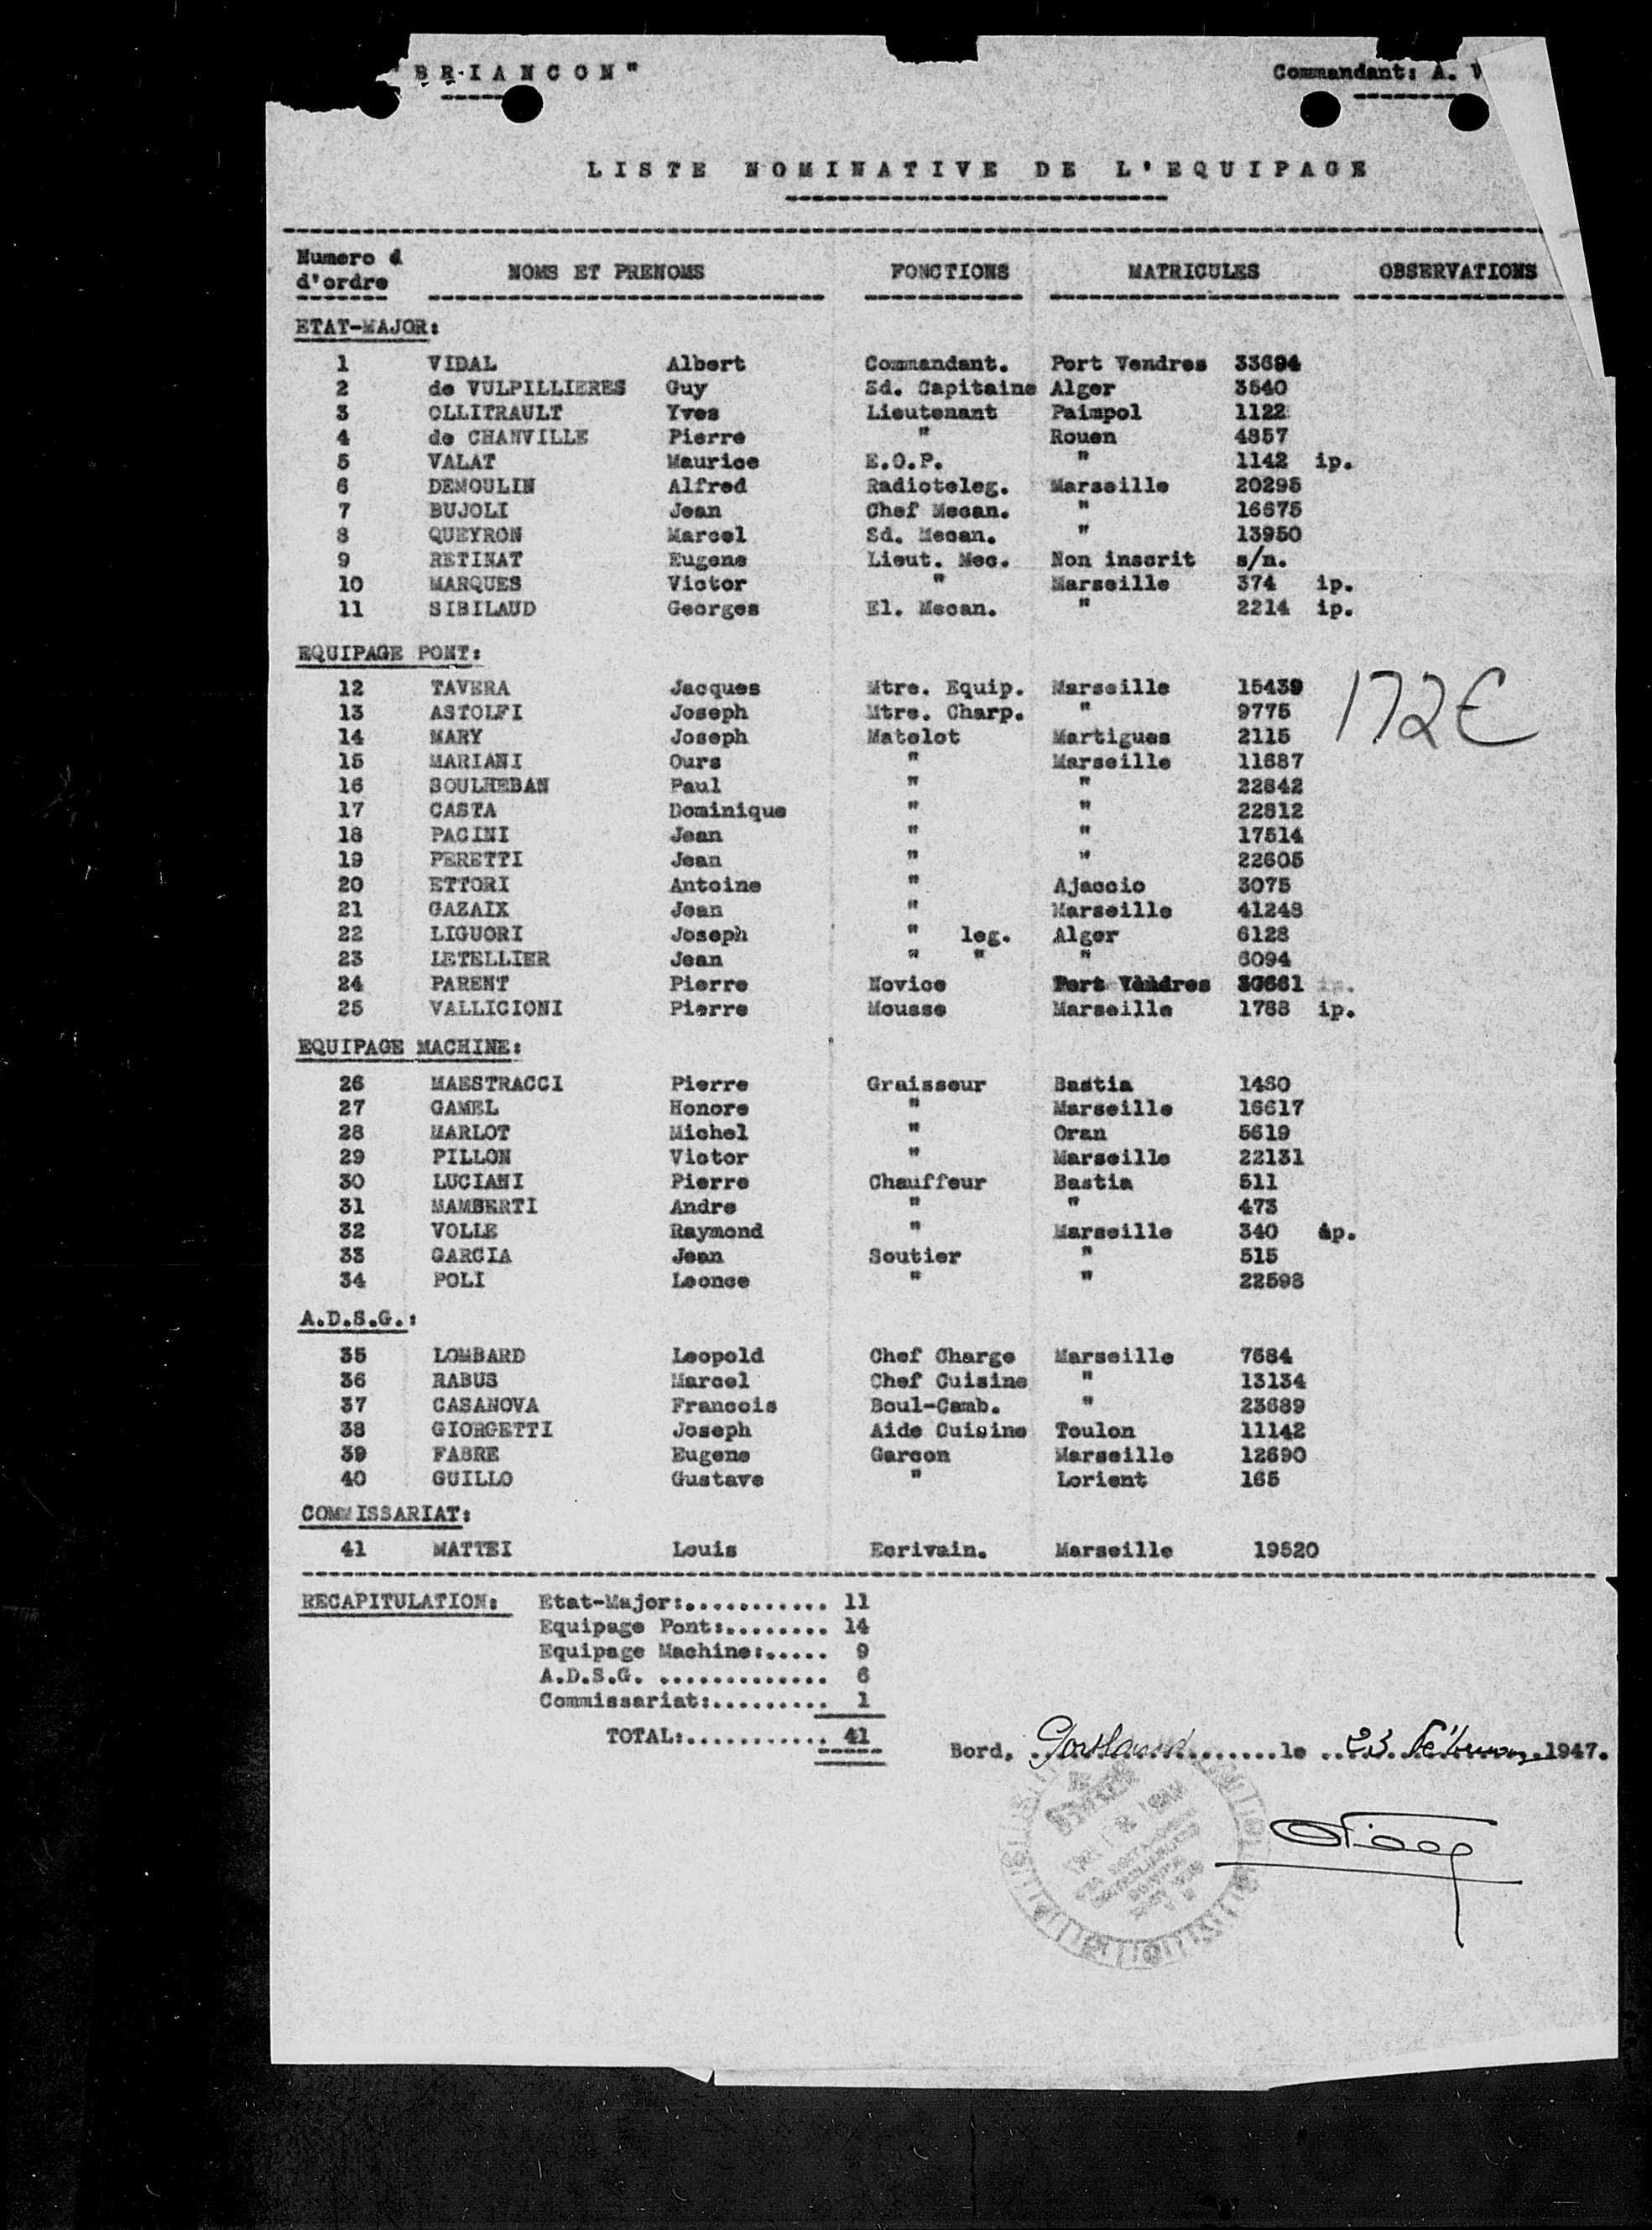 "BRIANCON" Commandant: A. V
LISTE NOMINATIVE DE L'EQUIPAGE
Numero d
d'ordre NOMS ET PRENOMS FONCTIONS MATRICULES OBSERVATIONS
ETAT-MAJOR:
1 VIDAL Albert Commandant. Port Vendres 33694
2 de VULPILLIERES Guy Sd. Capitaine Alger 3540
3 OLLITRAULT Yves Lieutenant Paimpol 1122
4 de CHANVILLE Pierre " Rouen 4857
5 VALAT Maurice E.O.P. " 1142 ip.
6 DEMOULIN Alfred Radioteleg. Marseille 20295
7 BUJOLI Jean Chef Mecan. " 16675
8 QUEYRON Marcel Sd. Mecan. " 13950
9 RETINAT Eugene Lieut. Mec. Non inscrit s/n.
10 MARQUES Victor " Marseille 374 ip.
11 SIBILAUD Georges El. Mecan. " 2214 ip.
EQUIPAGE PONT:
12 TAVERA Jacques Mtre. Equip. Marseille 15439
13 ASTOLFI Joseph Mtre. Charp. " 9775
172E
14 MARY Joseph Matelot Martigues 2115
15 MARIANI Ours " Marseille 11687
16 SOULHEBAN Paul " " 22842
17 CASTA Dominique " " 22812
18 PACINI Jean " " 17514
19 PERETTI Jean " " 22605
20 ETTORI Antoine " Ajaccio 3075
21 GAZAIX Jean " Marseille 41248
22 LIGUORI Joseph " leg. Alger 6128
23 LETELLIER Jean " " " 6094
24 PARENT Pierre Novice Port Vendres 30661 ip.
25 VALLICIONI Pierre Mousse Marseille 1788 ip.
EQUIPAGE MACHINE:
26 MAESTRACCI Pierre Graisseur Bastia 1460
27 GAMEL Honore " Marseille 16617
28 MARLOT Michel " Oran 5619
29 PILLON Victor " Marseille 22131
30 LUCIANI Pierre Chauffeur Bastia 511
31 MAMBERTI Andre " " 473
32 VOLLE Raymond " Marseille 340 ip.
33 GARCIA Jean Soutier " 515
34 POLI Leonce " " 22598
A.D.S.G.:
35 LOMBARD Leopold Chef Charge Marseille 7684
36 RABUS Marcel Chef Cuisine " 13134
37 CASANOVA Francois Boul-Camb. " 23689
38 GIORGETTI Joseph Aide Cuisine Toulon 11142
39 FABRE Eugene Garcon Marseille 12690
40 GUILLO Gustave " Lorient 165
COMMISSARIAT:
41 MATTEI Louis Ecrivain. Marseille 19520
RECAPITULATION: Etat-Major:............ 11
Equipage Pont:........ 14
Equipage Machine:..... 9
A.D.S.G. ............. 6
Commissariat:.......... 1
TOTAL:............ 41
Bord, Portland le 23 Février 1947.